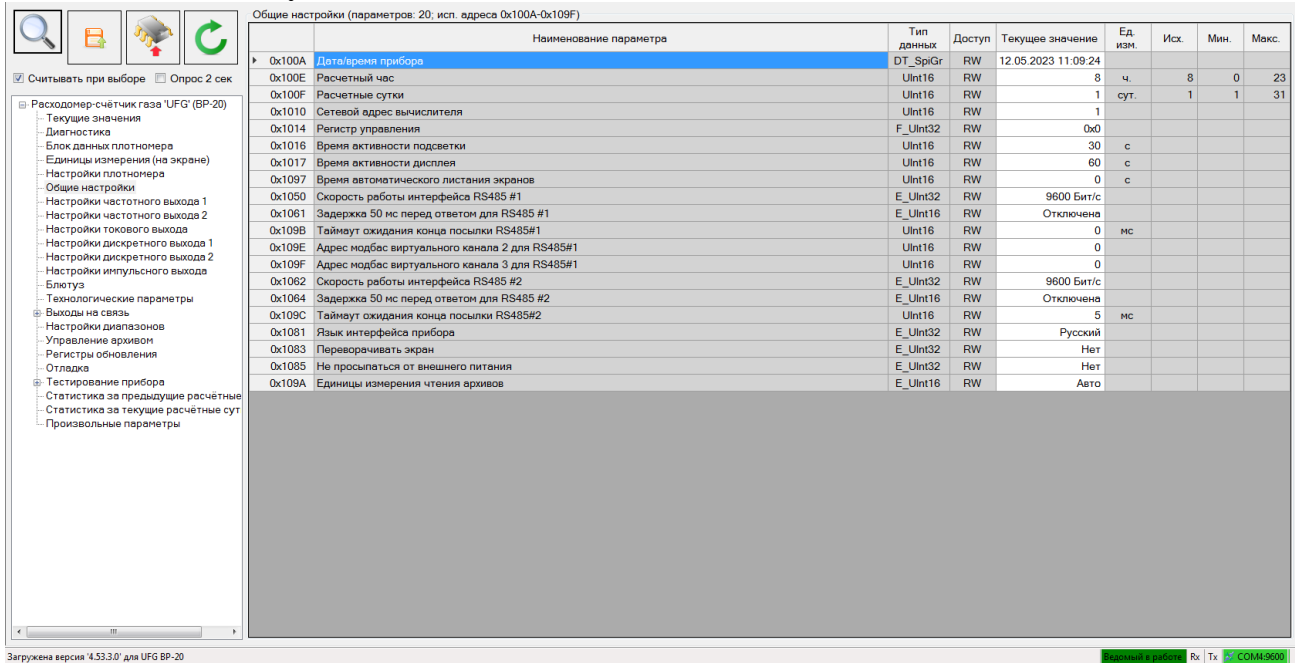 Общие настройки (параметров: 20; исп. адреса 0x100A-0x109F)
Считывать при выборе Опрос 2 сек
Расходомер-счётчик газа 'UFG' (BP-20)
Текущие значения
Диагностика
Блок данных плотномера
Единицы измерения (на экране)
Настройки плотномера
Общие настройки
Настройки частотного выхода 1
Настройки частотного выхода 2
Настройки токового выхода
Настройки дискретного выхода 1
Настройки дискретного выхода 2
Настройки импульсного выхода
Блютуз
Технологические параметры
Выходы на связь
Настройки диапазонов
Управление архивом
Регистры обновления
Отладка
Тестирование прибора
Статистика за предыдущие расчётные
Статистика за текущие расчётные сут
Произвольные параметры
Наименование параметра Тип данных Доступ Текущее значение Ед. изм. Исх. Мин. Макс.
0x100A Дата/время прибора DT_SpiGr RW 12.05.2023 11:09:24
0x100E Расчетный час UInt16 RW 8 ч. 8 0 23
0x100F Расчетные сутки UInt16 RW 1 сут. 1 1 31
0x1010 Сетевой адрес вычислителя UInt16 RW 1
0x1014 Регистр управления F_UInt32 RW 0x0
0x1016 Время активности подсветки UInt16 RW 30 с
0x1017 Время активности дисплея UInt16 RW 60 с
0x1097 Время автоматического листания экранов UInt16 RW 0 с
0x1050 Скорость работы интерфейса RS485 #1 E_UInt32 RW 9600 Бит/с
0x1061 Задержка 50 мс перед ответом для RS485 #1 E_UInt16 RW Отключена
0x109B Таймаут ожидания конца посылки RS485#1 UInt16 RW 0 мс
0x109E Адрес модбас виртуального канала 2 для RS485#1 UInt16 RW 0
0x109F Адрес модбас виртуального канала 3 для RS485#1 UInt16 RW 0
0x1062 Скорость работы интерфейса RS485 #2 E_UInt32 RW 9600 Бит/с
0x1064 Задержка 50 мс перед ответом для RS485 #2 E_UInt16 RW Отключена
0x109C Таймаут ожидания конца посылки RS485#2 UInt16 RW 5 мс
0x1081 Язык интерфейса прибора E_UInt32 RW Русский
0x1083 Переворачивать экран E_UInt32 RW Нет
0x1085 Не просыпаться от внешнего питания E_UInt32 RW Нет
0x109A Единицы измерения чтения архивов E_UInt16 RW Авто
Загружена версия '4.53.3.0' для UFG BP-20 Ведомый в работе Rx Tx COM4:9600